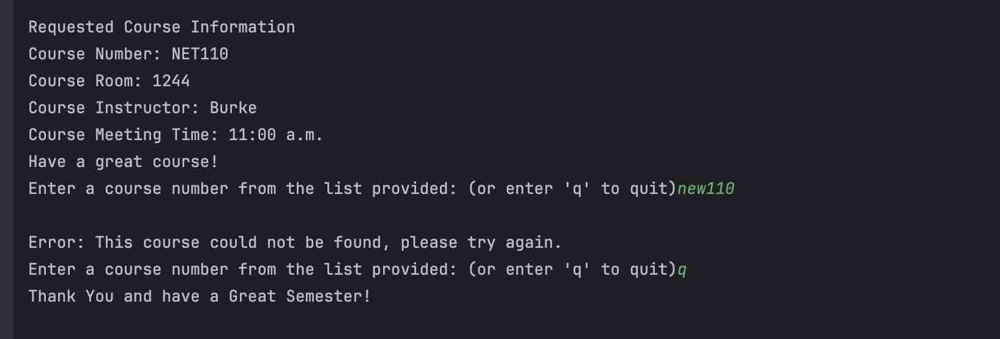 Requested Course Information
Course Number: NET110
Course Room: 1244
Course Instructor: Burke
Course Meeting Time: 11:00 a.m.
Have a great course!
Enter a course number from the list provided: (or enter 'q' to quit)new110
Error: This course could not be found, please try again.
Enter a course number from the list provided: (or enter 'q' to quit)q
Thank You and have a Great Semester!